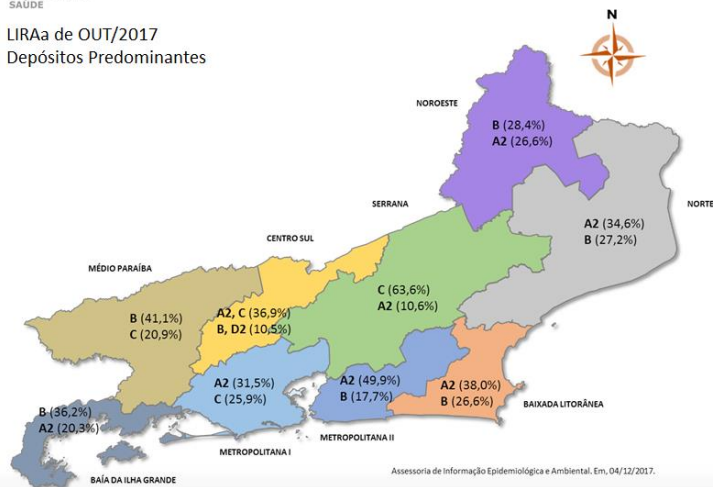 SAÚDE
LIRAa de OUT/2017
Depósitos Predominantes
N
NOROESTE
B (28,4%)
A2 (26,6%)
SERRANA
NORTE
A2 (34,6%)
B (27,2%)
CENTRO SUL
MÉDIO PARAÍBA
C (63,6%)
A2 (10,6%)
B (41,1%)
C (20,9%)
A2, C (36,9%)
B, D2 (10,5%)
A2 (31,5%)
C (25,9%)
A2 (49,9%)
B (17,7%)
A2 (38,0%)
B (26,6%)
BAIXADA LITORÂNEA
B (36,2%)
A2 (20,3%)
METROPOLITANA II
METROPOLITANA I
BAÍA DA ILHA GRANDE
Assessoria de Informação Epidemiológica e Ambiental. Em, 04/12/2017.